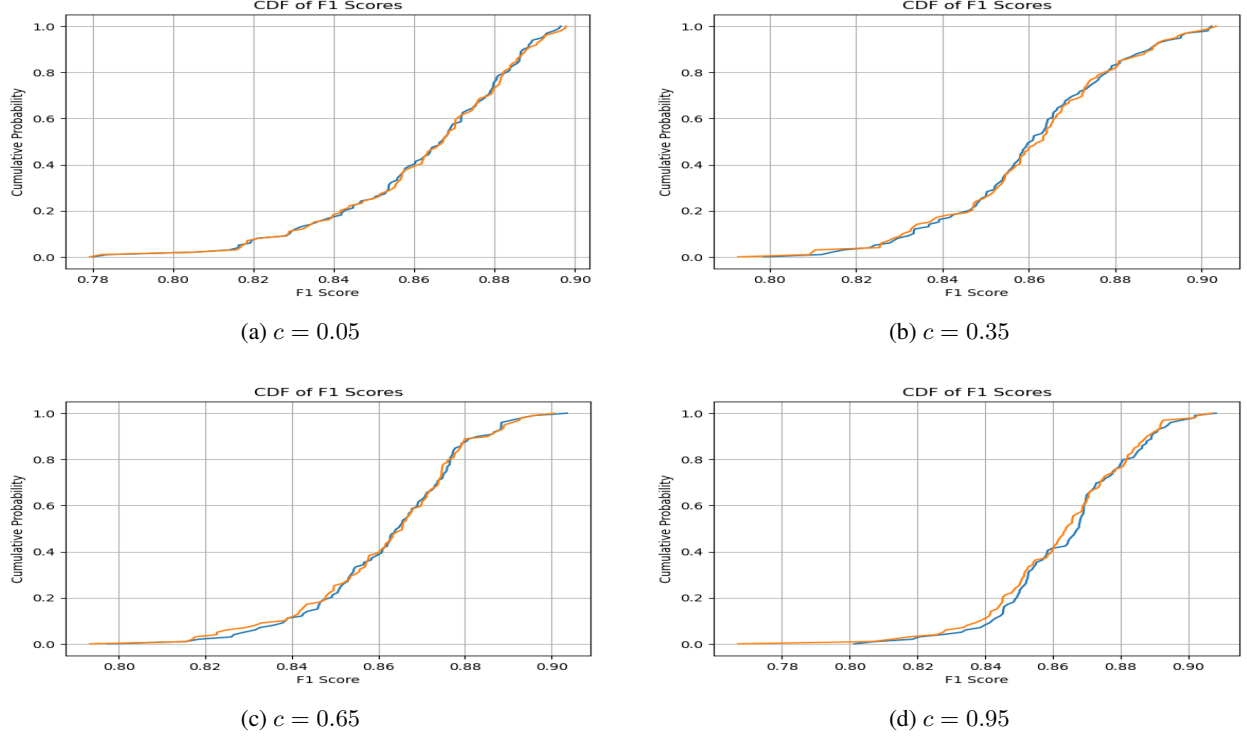 CDF of F1 Scores
CDF of F1 Scores
Cumulative Probability
1.0
0.8
0.6
0.4
0.2
0.0
0.78 0.80 0.82 0.84 0.86 0.88 0.90
F1 Score
Cumulative Probability
1.0
0.8
0.6
0.4
0.2
0.0
0.80 0.82 0.84 0.86 0.88 0.90
F1 Score
(a) c = 0.05
(b) c = 0.35
CDF of F1 Scores
CDF of F1 Scores
Cumulative Probability
1.0
0.8
0.6
0.4
0.2
0.0
0.80 0.82 0.84 0.86 0.88 0.90
F1 Score
Cumulative Probability
1.0
0.8
0.6
0.4
0.2
0.0
0.78 0.80 0.82 0.84 0.86 0.88 0.90
F1 Score
(c) c = 0.65
(d) c = 0.95